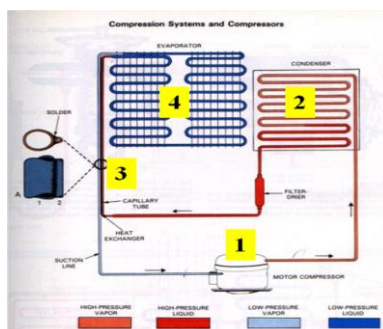 Compression Systems and Compressors
EVAPORATOR
CONDENSER
4
2
SOLDER
3
A
1 2
CAPILLARY
TUBE
FILTER-
DRIER
HEAT
EXCHANGER
1
SUCTION
LINE
MOTOR COMPRESSOR
HIGH-PRESSURE
VAPOR
HIGH-PRESSURE
LIQUID
LOW-PRESSURE
VAPOR
LOW-PRESSURE
LIQUID